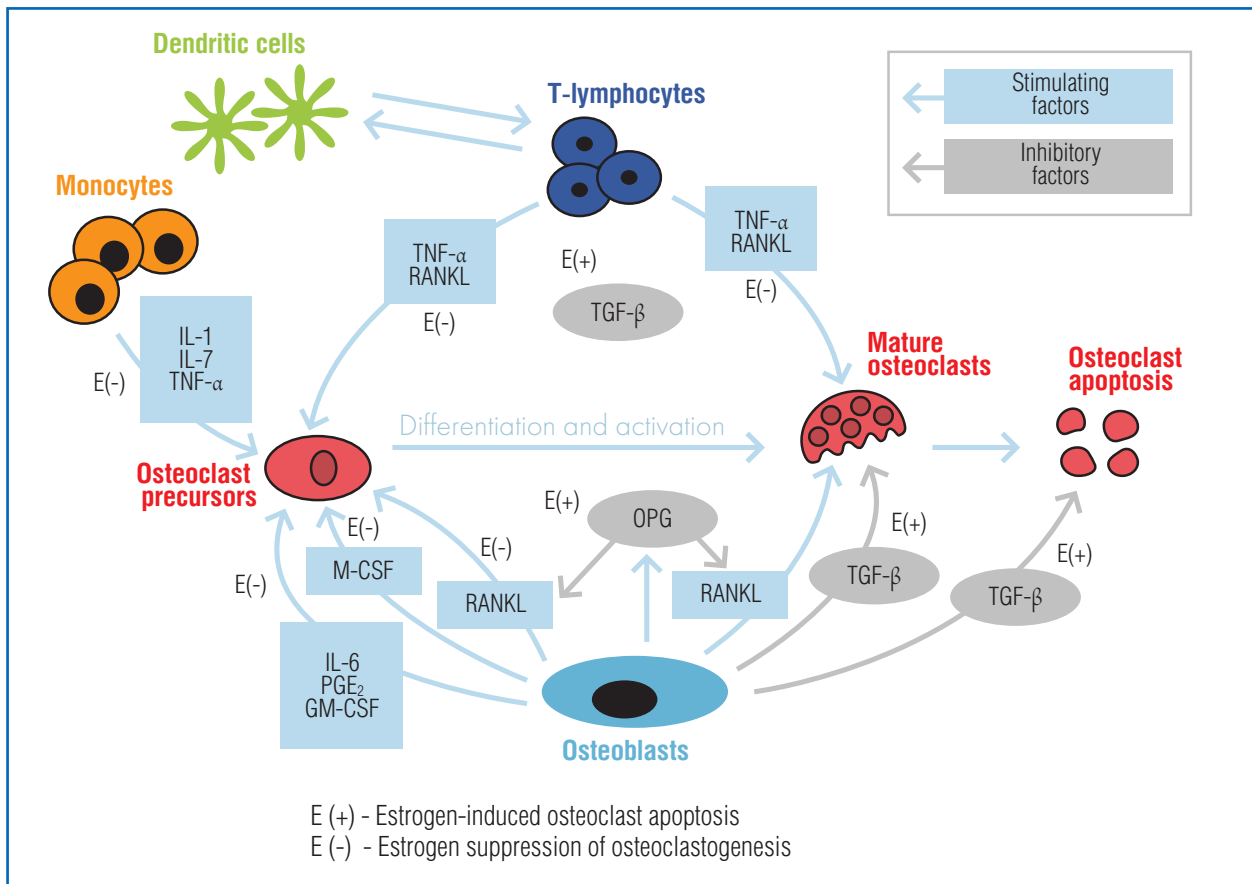 Dendritic cells
T-lymphocytes
Stimulating
factors
Inhibitory
factors
Monocytes
TNF-α
RANKL
E(-)
E(+)
TGF-β
TNF-α
RANKL
E(-)
IL-1
IL-7
TNF-α
E(-)
Mature
osteoclasts
Osteoclast
apoptosis
Differentiation and activation
Osteoclast
precursors
E(+)
OPG
E(-)
M-CSF
E(-)
RANKL
RANKL
E(+)
TGF-β
E(+)
TGF-β
E(-)
IL-6
PGE₂
GM-CSF
Osteoblasts
E (+) - Estrogen-induced osteoclast apoptosis
E (-) - Estrogen suppression of osteoclastogenesis